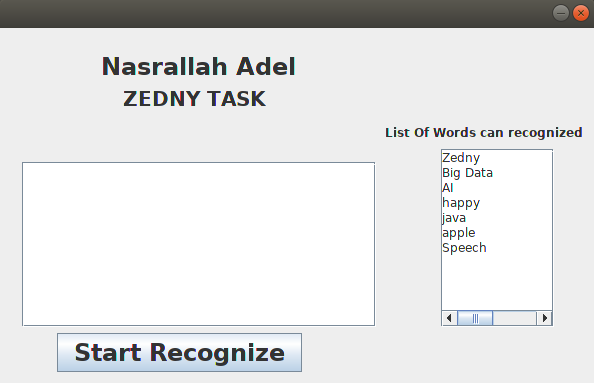 Nasrallah Adel
ZEDNY TASK
List Of Words can recognized
Zedny
Big Data
AI
happy
java
apple
Speech
Start Recognize